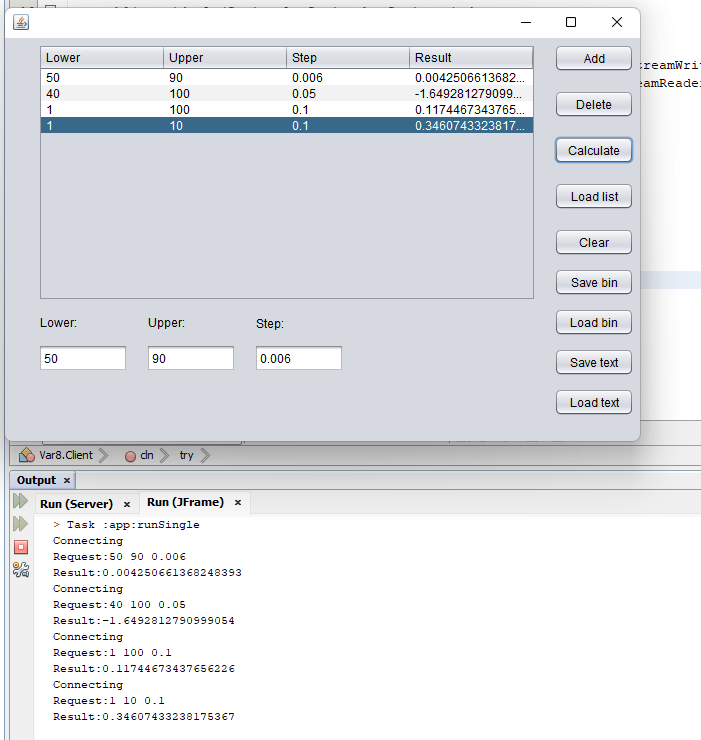 Lower Upper Step Result
50 90 0.006 0.0042506613682...
40 100 0.05 -1.649281279099...
1 100 0.1 0.1174467343765...
1 10 0.1 0.3460743323817...
Add
Delete
Calculate
Load list
Clear
Save bin
Load bin
Save text
Load text
Lower: Upper: Step:
50 90 0.006
treamWrit
eamReade
Var8.Client cln try
Output
Run (Server) Run (JFrame)
> Task :app:runSingle
Connecting
Request:50 90 0.006
Result:0.004250661368248393
Connecting
Request:40 100 0.05
Result:-1.6492812790999054
Connecting
Request:1 100 0.1
Result:0.11744673437656226
Connecting
Request:1 10 0.1
Result:0.34607433238175367